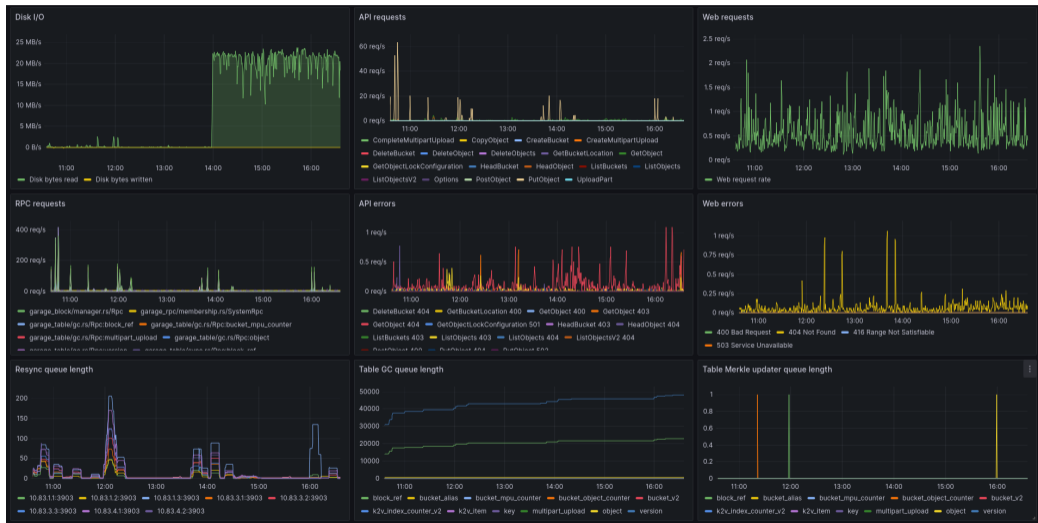 Disk I/O
25 MB/s
20 MB/s
15 MB/s
10 MB/s
5 MB/s
0 B/s
11:00 12:00 13:00 14:00 15:00 16:00
Disk bytes read Disk bytes written
API requests
60 req/s
40 req/s
20 req/s
0 req/s
11:00 12:00 13:00 14:00 15:00 16:00
CompleteMultipartUpload CopyObject CreateBucket CreateMultipartUpload
DeleteBucket DeleteObject DeleteObjects GetBucketLocation GetObject
GetObjectLockConfiguration HeadBucket HeadObject ListBuckets ListObjects
ListObjectsV2 Options PostObject PutObject UploadPart
Web requests
2.5 req/s
2 req/s
1.5 req/s
1 req/s
0.5 req/s
0 req/s
11:00 12:00 13:00 14:00 15:00 16:00
Web request rate
RPC requests
400 req/s
200 req/s
0 req/s
11:00 12:00 13:00 14:00 15:00 16:00
garage_block/manager.rs/Rpc garage_rpc/membership.rs/SystemRpc
garage_table/gc.rs/Rpc:block_ref garage_table/gc.rs/Rpc:bucket_mpu_counter
garage_table/gc.rs/Rpc:multipart_upload garage_table/gc.rs/Rpc:object
API errors
1 req/s
0.5 req/s
0 req/s
11:00 12:00 13:00 14:00 15:00 16:00
DeleteBucket 404 GetBucketLocation 400 GetObject 400 GetObject 403
GetObject 404 GetObjectLockConfiguration 501 HeadBucket 403 HeadObject 404
ListBuckets 403 ListObjects 403 ListObjects 404 ListObjectsV2 404
Web errors
1 req/s
0.75 req/s
0.50 req/s
0.25 req/s
0 req/s
11:00 12:00 13:00 14:00 15:00 16:00
400 Bad Request 404 Not Found 416 Range Not Satisfiable
503 Service Unavailable
Resync queue length
200
150
100
50
0
11:00 12:00 13:00 14:00 15:00 16:00
10.83.1.1:3903 10.83.1.2:3903 10.83.1.3:3903 10.83.3.1:3903 10.83.3.2:3903
10.83.3.3:3903 10.83.4.1:3903 10.83.4.2:3903
Table GC queue length
50000
40000
30000
20000
10000
0
11:00 12:00 13:00 14:00 15:00 16:00
block_ref bucket_alias bucket_mpu_counter bucket_object_counter bucket_v2
k2v_index_counter_v2 k2v_item key multipart_upload object version
Table Merkle updater queue length
1
0.8
0.6
0.4
0.2
0
11:00 12:00 13:00 14:00 15:00 16:00
block_ref bucket_alias bucket_mpu_counter bucket_object_counter bucket_v2
k2v_index_counter_v2 k2v_item key multipart_upload object version